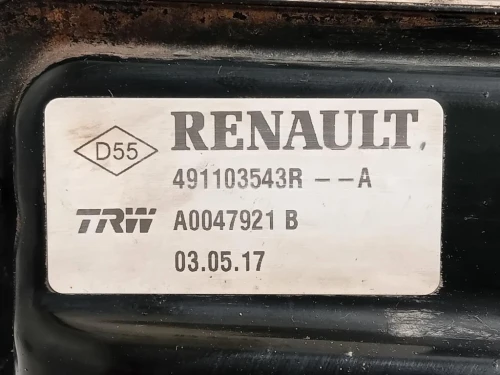 D55
RENAULT
491103543R --A
TRW A0047921 B
03.05.17